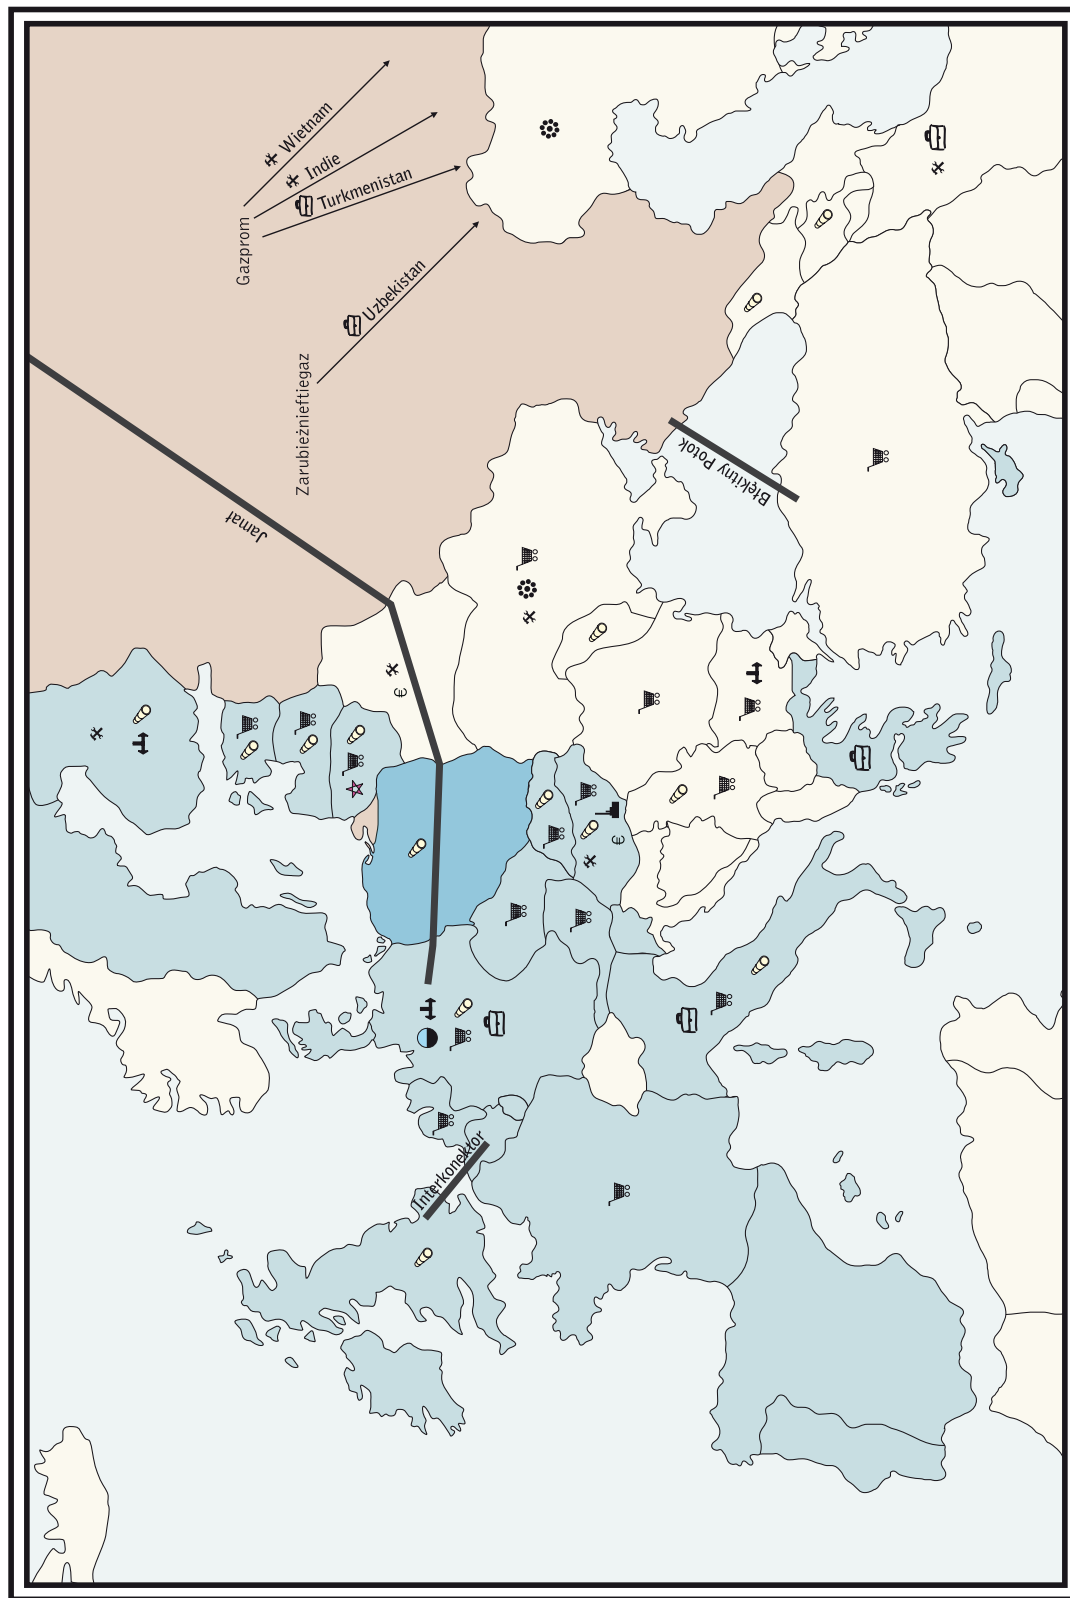 Wietnam
Indie
Turkmenistan
Gazprom
Uzbekistan
Zarubieżnieftiegaz
Jamał
Błękitny Potok
€
€
Interkonektor